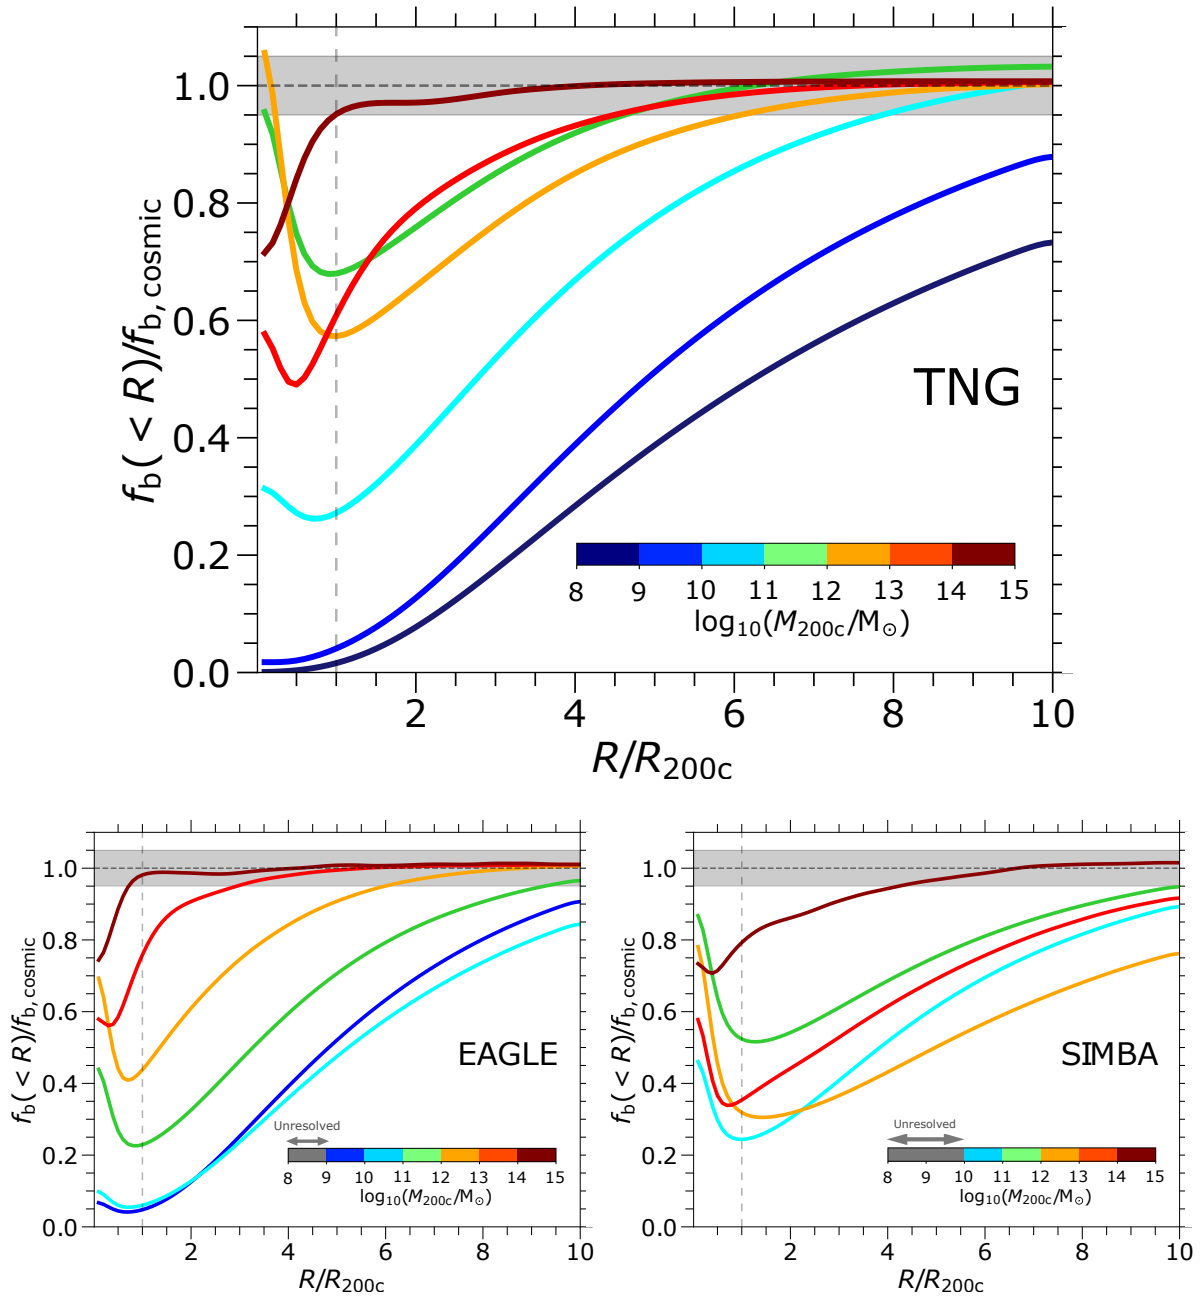 1.0
0.8
0.6
0.4
0.2
0.0
f_b(< R)/f_b, cosmic
TNG
8 9 10 11 12 13 14 15
log₁₀(M₂₀₀c/M⊙)
2 4 6 8 10
R/R₂₀₀c
1.0
0.8
0.6
0.4
0.2
0.0
f_b(< R)/f_b, cosmic
EAGLE
Unresolved
8 9 10 11 12 13 14 15
log₁₀(M₂₀₀c/M⊙)
2 4 6 8 10
R/R₂₀₀c
1.0
0.8
0.6
0.4
0.2
0.0
f_b(< R)/f_b, cosmic
SIMBA
Unresolved
8 9 10 11 12 13 14 15
log₁₀(M₂₀₀c/M⊙)
2 4 6 8 10
R/R₂₀₀c